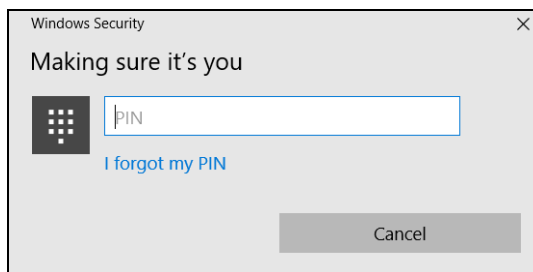 Windows Security
Making sure it's you
PIN
I forgot my PIN
Cancel